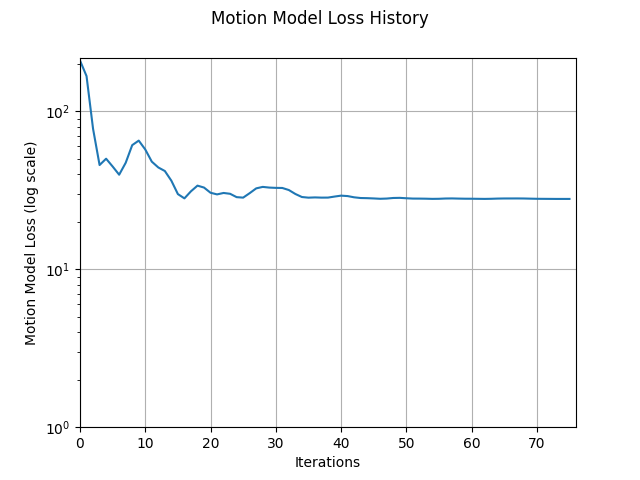 Motion Model Loss History
Motion Model Loss (log scale)
10²
10¹
10⁰
0 10 20 30 40 50 60 70
Iterations